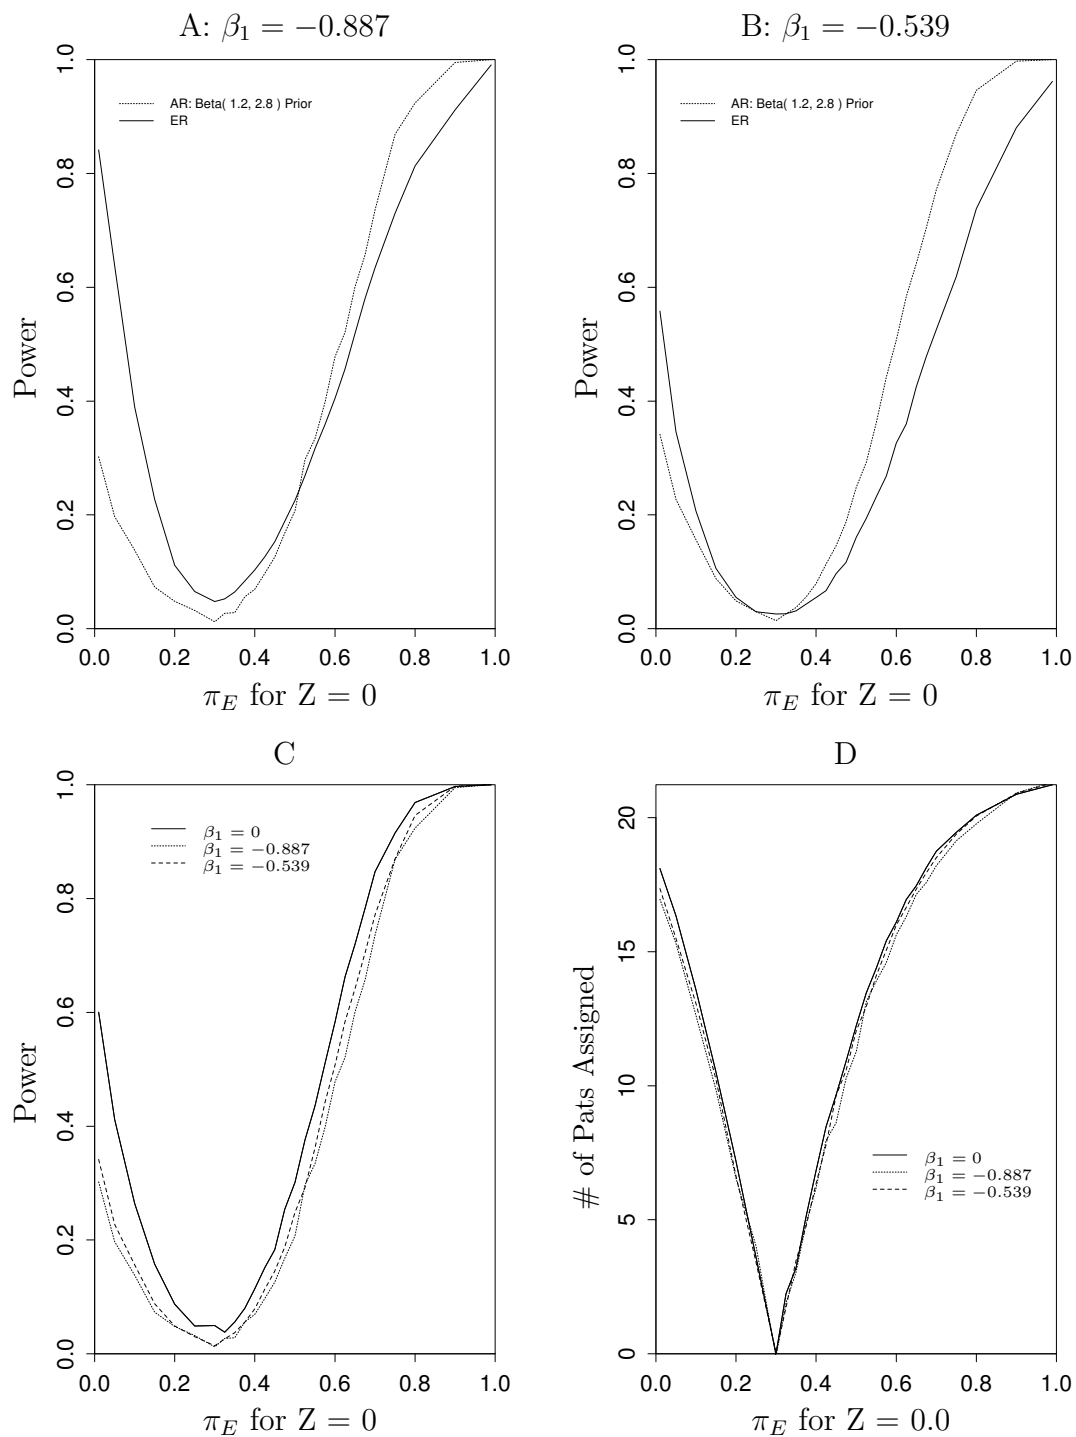 A: β₁ = −0.887
B: β₁ = −0.539
Power
0.0 0.2 0.4 0.6 0.8 1.0
AR: Beta( 1.2, 2.8 ) Prior
ER
0.0 0.2 0.4 0.6 0.8 1.0
π_E for Z = 0
Power
0.0 0.2 0.4 0.6 0.8 1.0
AR: Beta( 1.2, 2.8 ) Prior
ER
0.0 0.2 0.4 0.6 0.8 1.0
π_E for Z = 0
C
D
Power
0.0 0.2 0.4 0.6 0.8 1.0
β₁ = 0
β₁ = −0.887
β₁ = −0.539
0.0 0.2 0.4 0.6 0.8 1.0
π_E for Z = 0
# of Pats Assigned
0 5 10 15 20
β₁ = 0
β₁ = −0.887
β₁ = −0.539
0.0 0.2 0.4 0.6 0.8 1.0
π_E for Z = 0.0